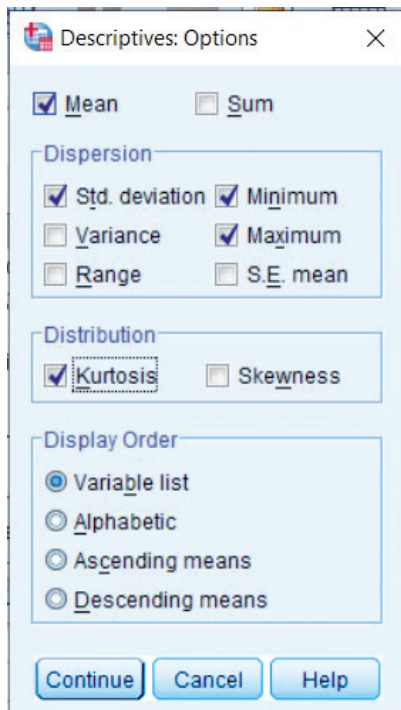 Descriptives: Options
Mean Sum
Dispersion
Std. deviation Minimum
Variance Maximum
Range S.E. mean
Distribution
Kurtosis Skewness
Display Order
Variable list
Alphabetic
Ascending means
Descending means
Continue Cancel Help